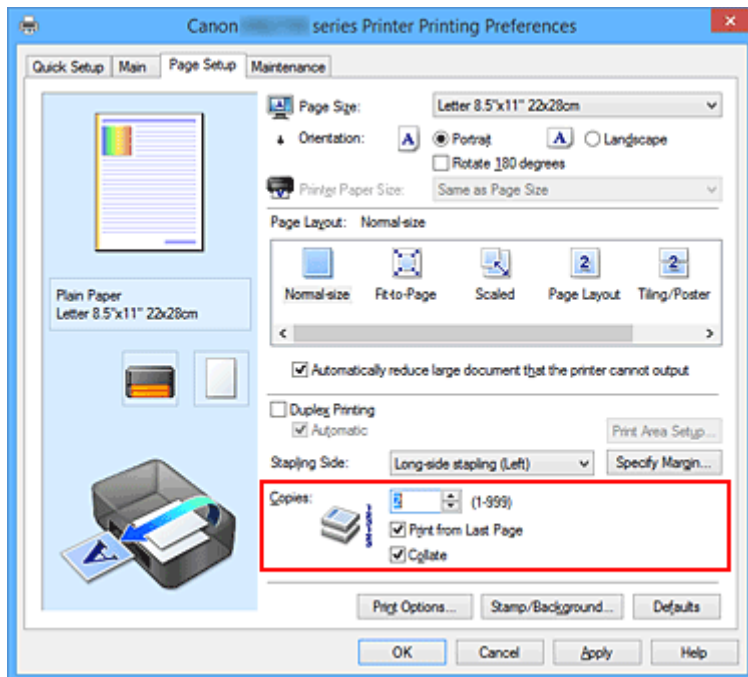 Canon series Printer Printing Preferences
Quick Setup Main Page Setup Maintenance
Page Size: Letter 8.5"x11" 22x28cm
Orientation: A Portrait A Landscape
Rotate 180 degrees
Printer Paper Size: Same as Page Size
Page Layout: Normal-size
2 2
Normal-size Fit-to-Page Scaled Page Layout Tiling/Poster
Plain Paper
Letter 8.5"x11" 22x28cm
Automatically reduce large document that the printer cannot output
Duplex Printing
Automatic
Print Area Setup...
Stapling Side: Long-side stapling (Left) Specify Margin...
Copies: 2 (1-999)
Print from Last Page
Collate
A
Print Options... Stamp/Background... Defaults
OK Cancel Apply Help